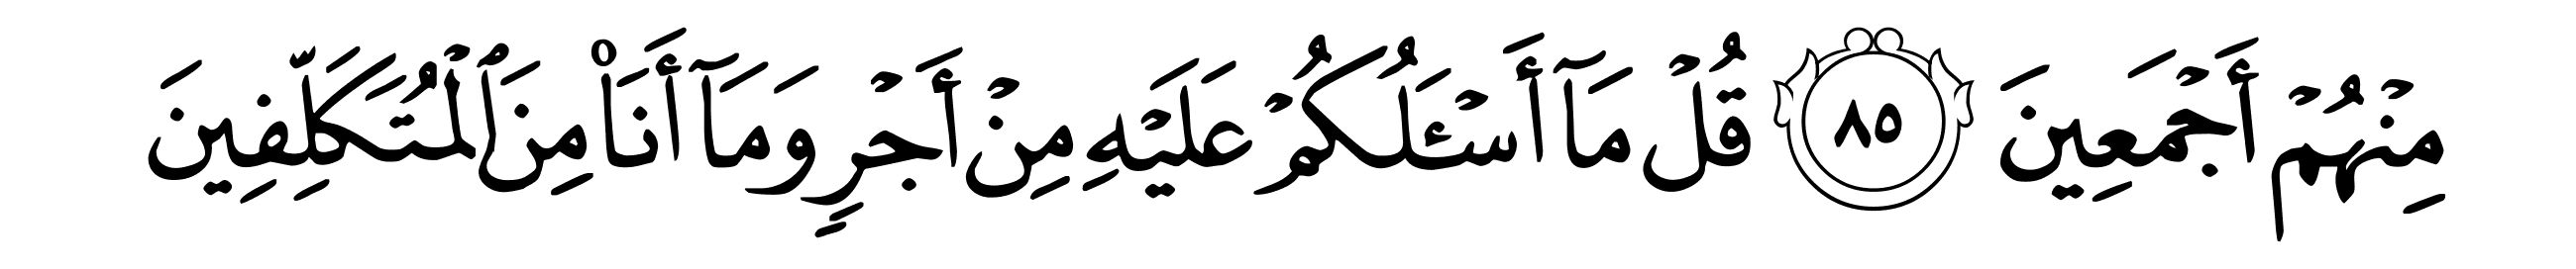 مِنْهُمْ أَجْمَعِينَ ٨٥ قُلْ مَآ أَسْـَٔلُكُمْ عَلَيْهِ مِنْ أَجْرٍ وَمَآ أَنَا۠ مِنَ ٱلْمُتَكَلِّفِينَ